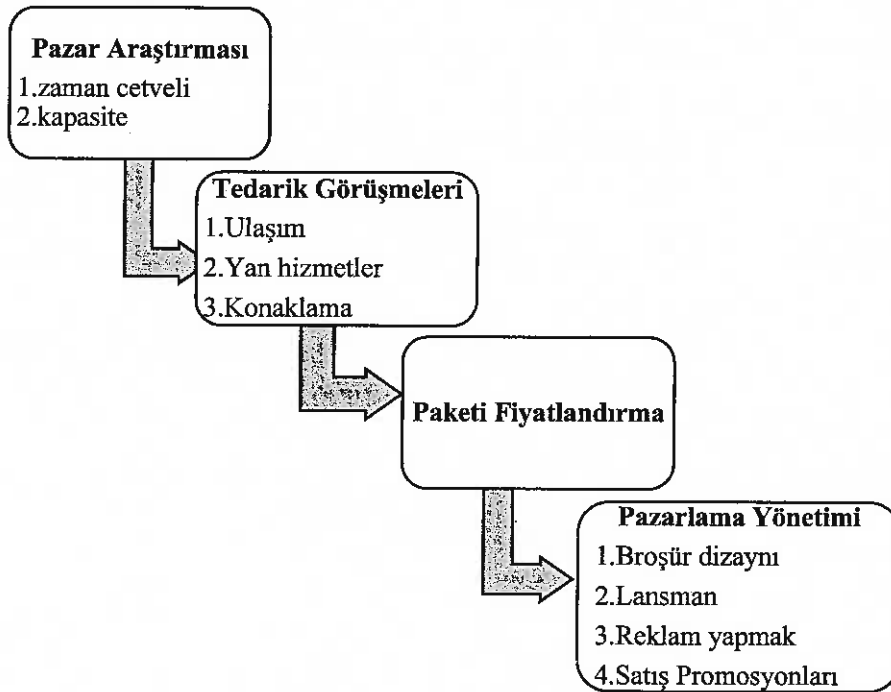 Pazar Araştırması
1.zaman cetveli
2.kapasite
Tedarik Görüşmeleri
1.Ulaşım
2.Yan hizmetler
3.Konaklama
Paketi Fiyatlandırma
Pazarlama Yönetimi
1.Broşür dizaynı
2.Lansman
3.Reklam yapmak
4.Satış Promosyonları